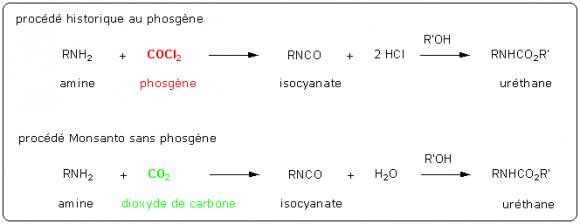 procédé historique au phosgène
R'OH
RNH2 + COCl2 RNCO + 2 HCl RNHCO2R'
amine phosgène isocyanate uréthane
procédé Monsanto sans phosgène
R'OH
RNH2 + CO2 RNCO + H2O RNHCO2R'
amine dioxyde de carbone isocyanate uréthane